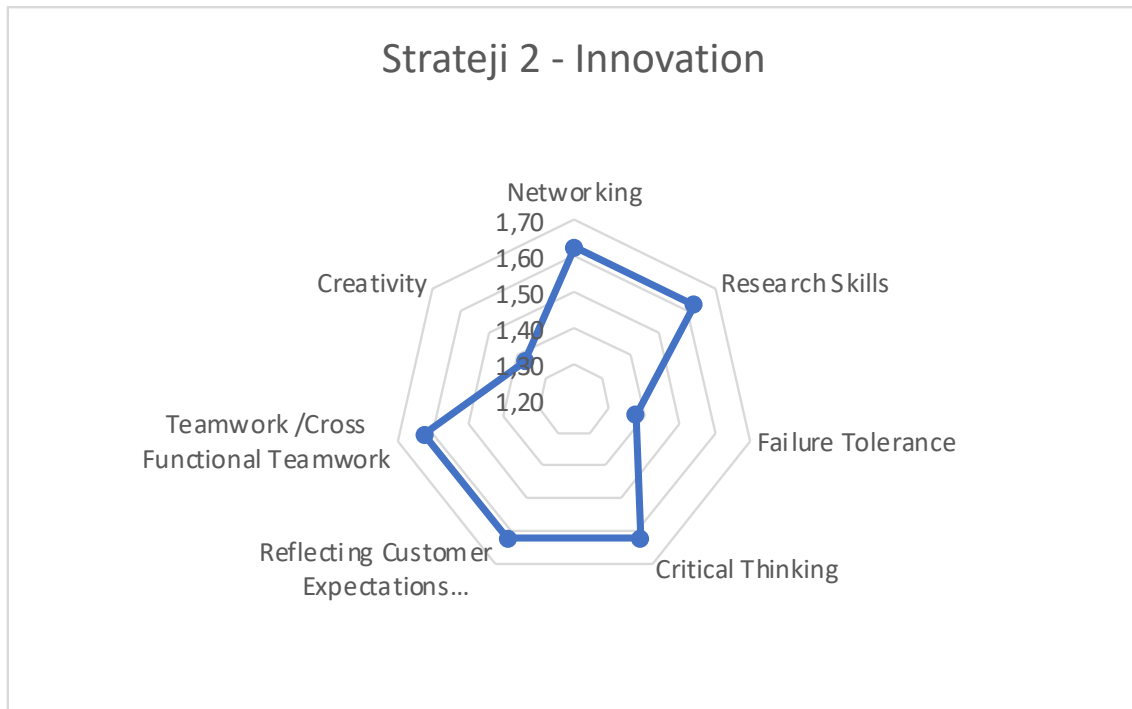 Strateji 2 - Innovation
Networking
1,70
1,60
1,50
1,40
1,30
1,20
Creativity
Research Skills
Teamwork /Cross
Functional Teamwork
Failure Tolerance
Reflecting Customer
Expectations...
Critical Thinking